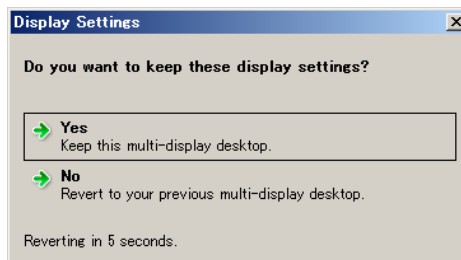 Display Settings
Do you want to keep these display settings?
Yes
Keep this multi-display desktop.
No
Revert to your previous multi-display desktop.
Reverting in 5 seconds.